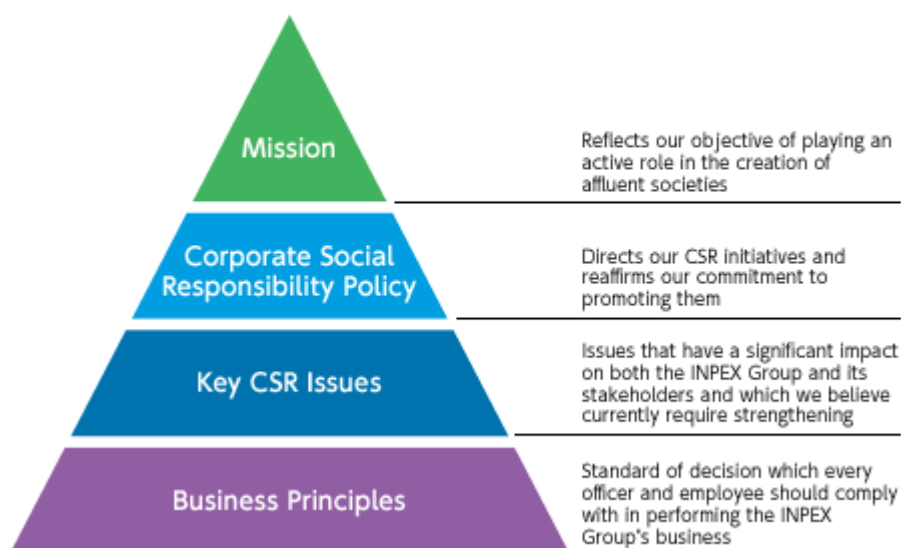 Mission
Reflects our objective of playing an
active role in the creation of
affluent societies
Corporate Social
Responsibility Policy
Directs our CSR initiatives and
reaffirms our commitment to
promoting them
Key CSR Issues
Issues that have a significant impact
on both the INPEX Group and its
stakeholders and which we believe
currently require strengthening
Business Principles
Standard of decision which every
officer and employee should comply
with in performing the INPEX
Group's business